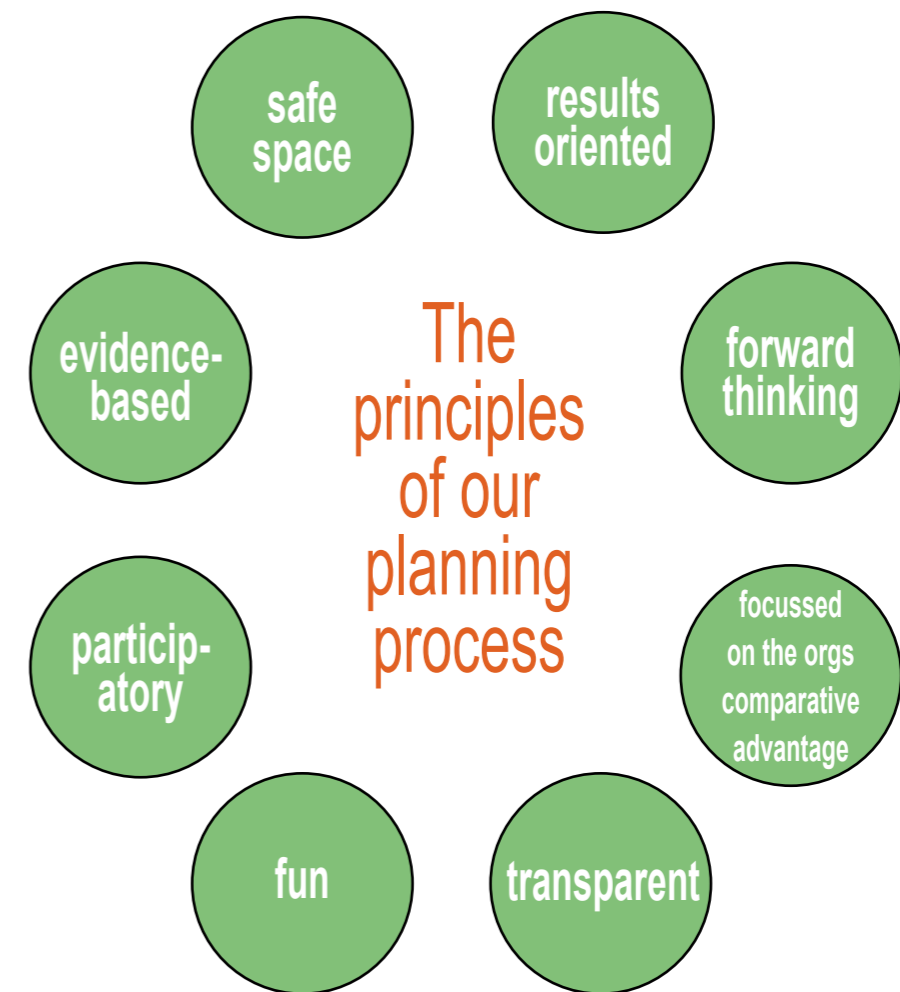 safe
space
results
oriented
evidence-
based
The
principles
of our
planning
process
forward
thinking
particip-
atory
focussed
on the orgs
comparative
advantage
fun
transparent